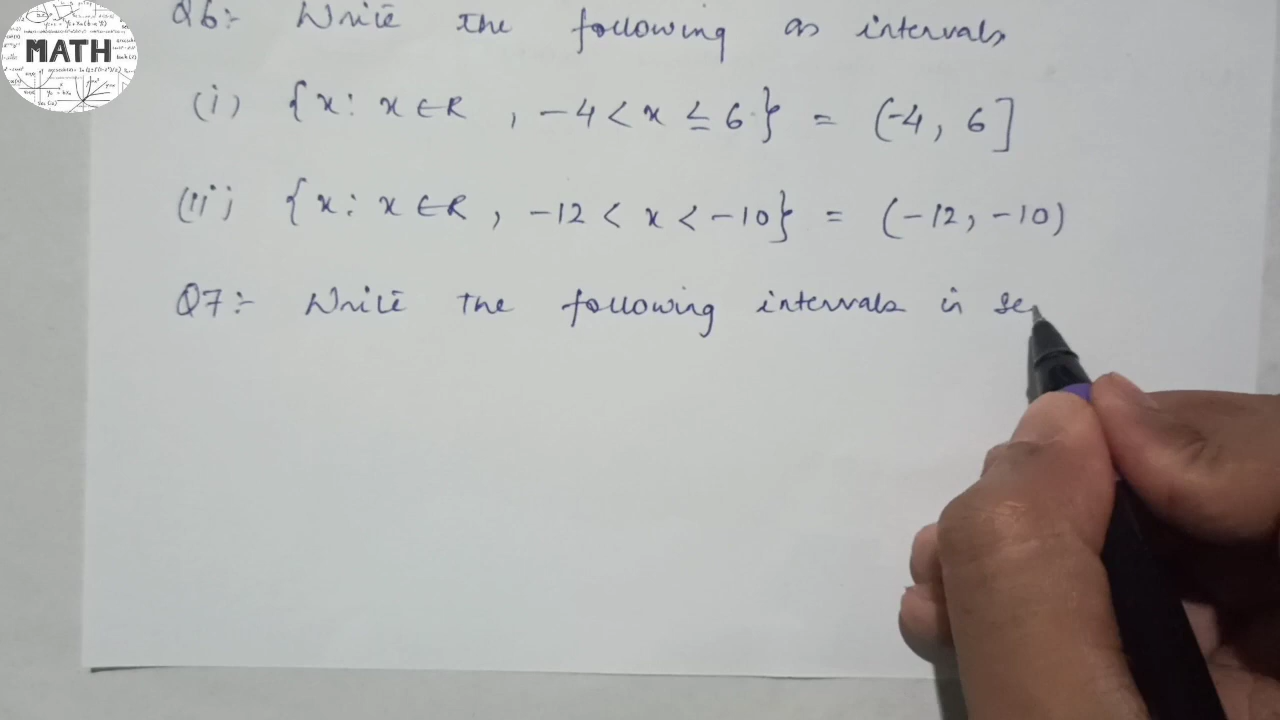 MATH
Q6:- Write the following as intervals
(i) {x: x ∈ R , -4 < x ≤ 6} = (-4, 6]
(ii) {x: x ∈ R , -12 < x < -10} = (-12, -10)
Q7:- Write the following intervals in se